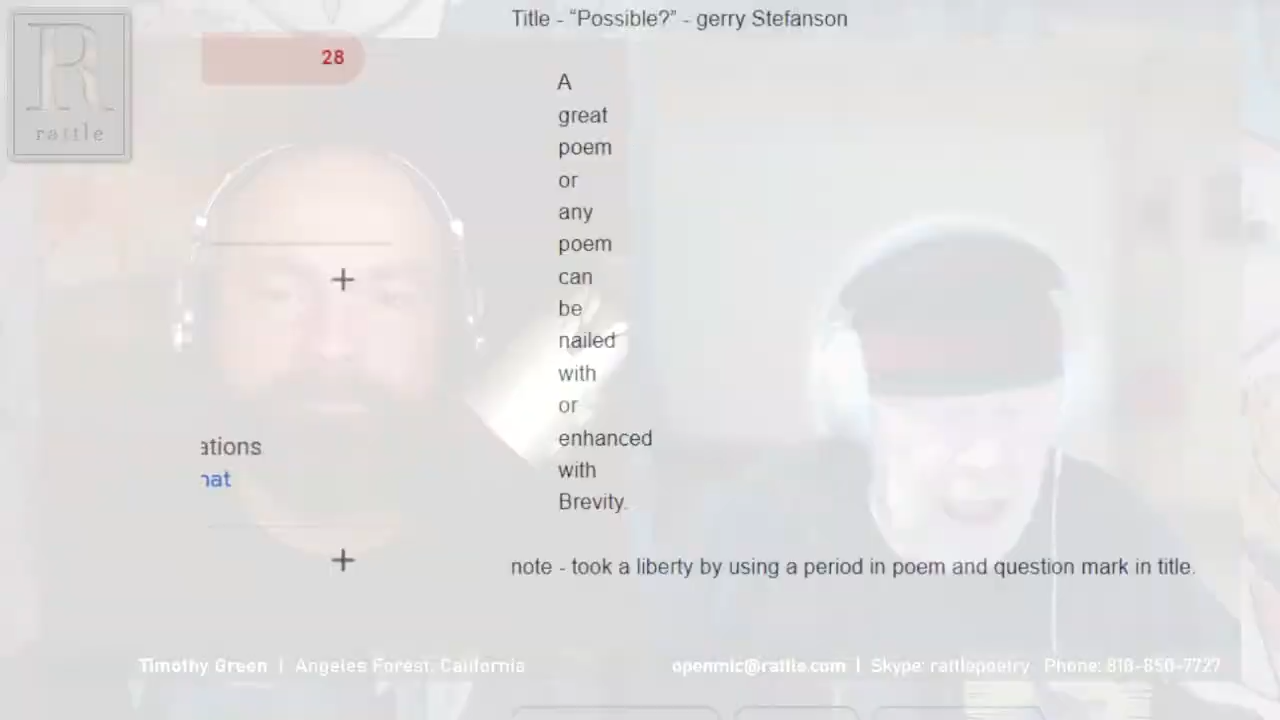 R
rattle
Title - “Possible?” - gerry Stefanson
28
A
great
poem
or
any
poem
can
be
nailed
with
or
enhanced
with
Brevity.
ations
hat
note - took a liberty by using a period in poem and question mark in title.
Timothy Green | Angeles Forest, California
openmic@rattle.com | Skype: rattlepoetry Phone: 818-850-7727